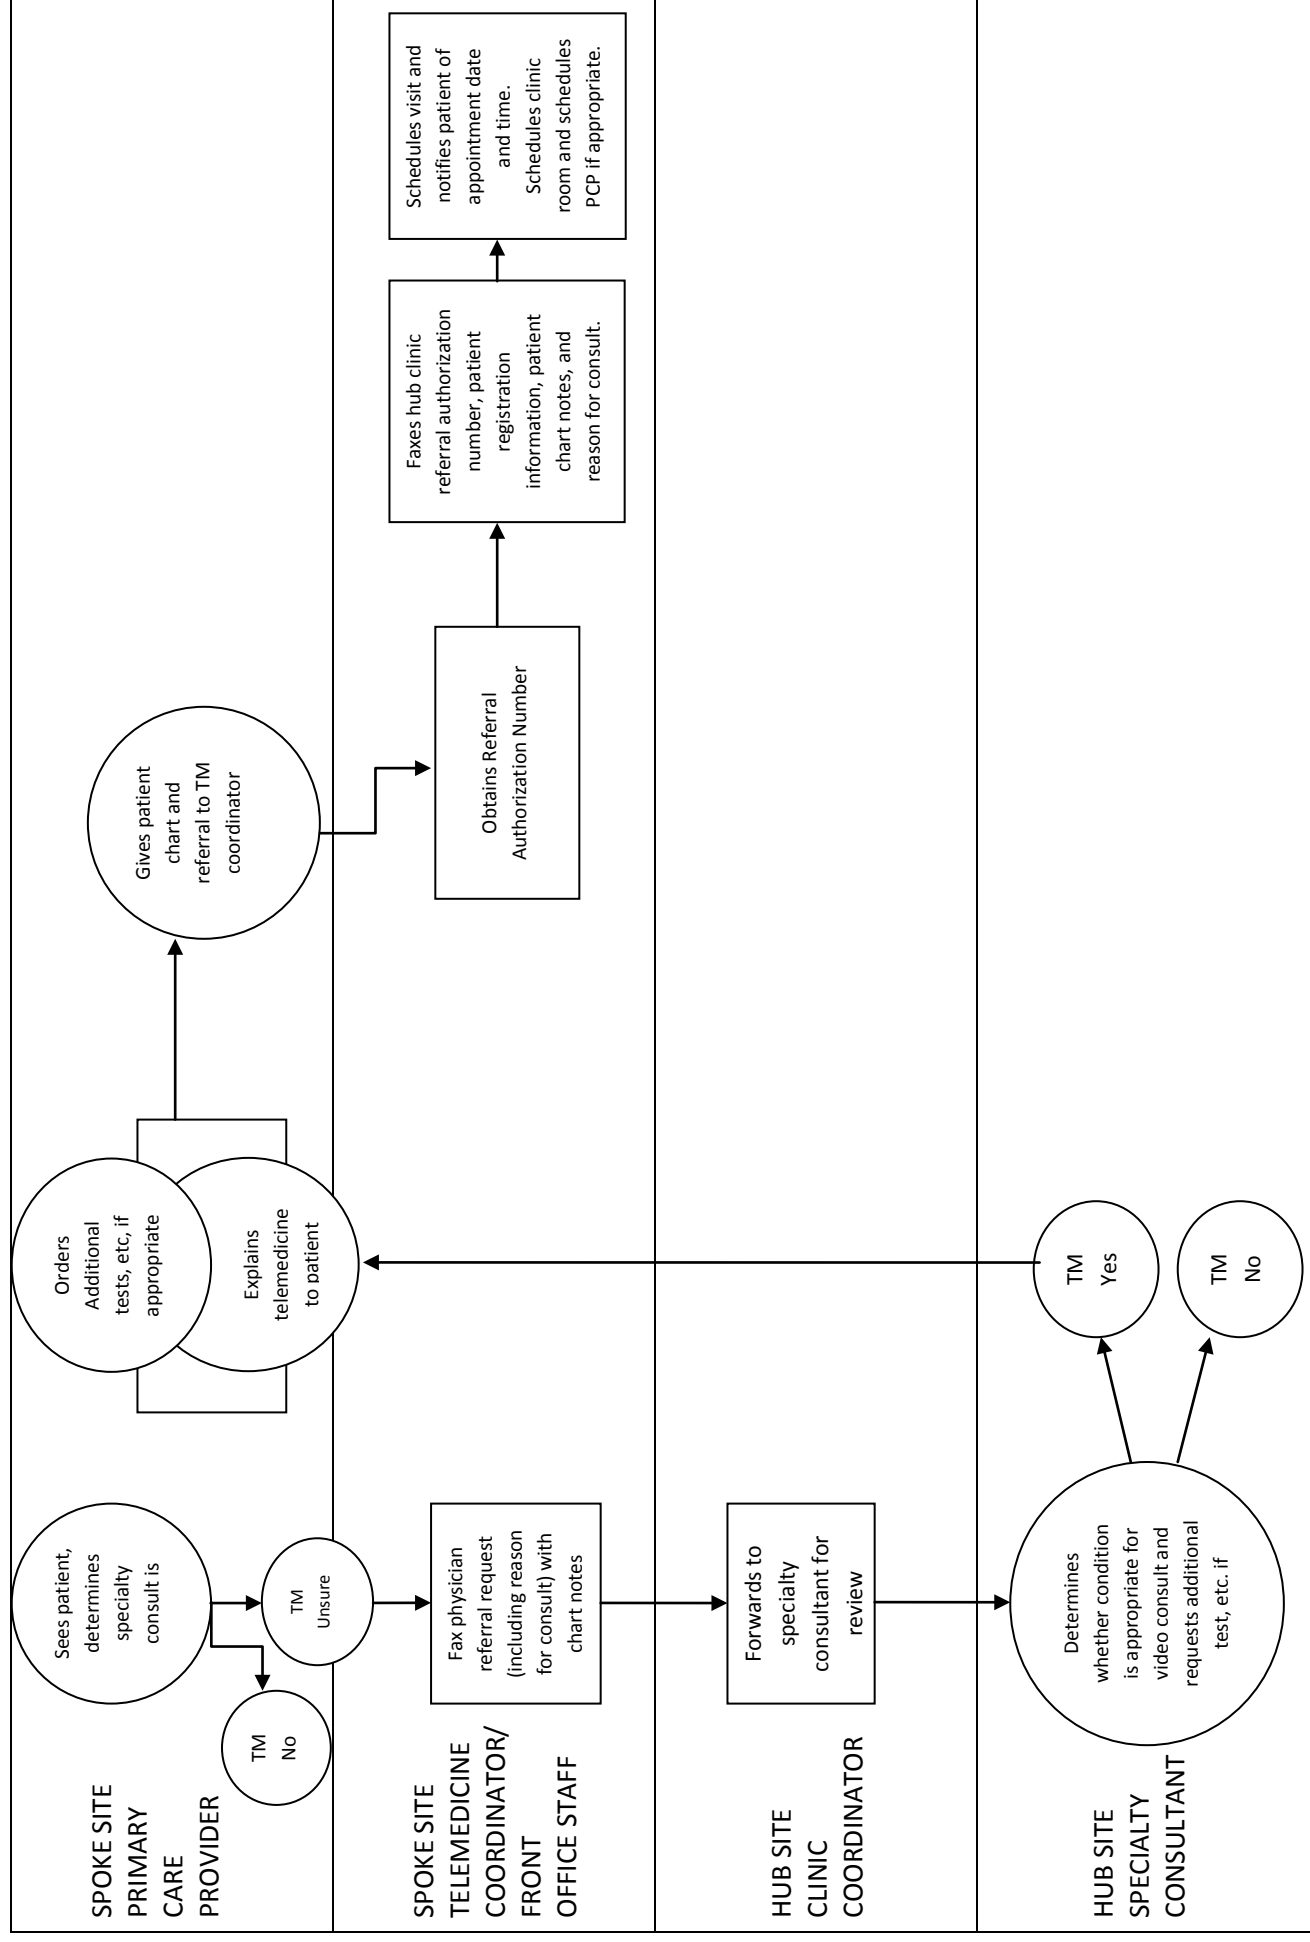 SPOKE SITE
PRIMARY
CARE
PROVIDER
Sees patient,
determines
specialty
consult is
TM
No
TM
Unsure
Orders
Additional
tests, etc, if
appropriate
Explains
telemedicine
to patient
Gives patient
chart and
referral to TM
coordinator
SPOKE SITE
TELEMEDICINE
COORDINATOR/
FRONT
OFFICE STAFF
Fax physician
referral request
(including reason
for consult) with
chart notes
Obtains Referral
Authorization Number
Faxes hub clinic
referral authorization
number, patient
registration
information, patient
chart notes, and
reason for consult.
Schedules visit and
notifies patient of
appointment date
and time.
Schedules clinic
room and schedules
PCP if appropriate.
HUB SITE
CLINIC
COORDINATOR
Forwards to
specialty
consultant for
review
HUB SITE
SPECIALTY
CONSULTANT
Determines
whether condition
is appropriate for
video consult and
requests additional
test, etc. if
TM
Yes
TM
No